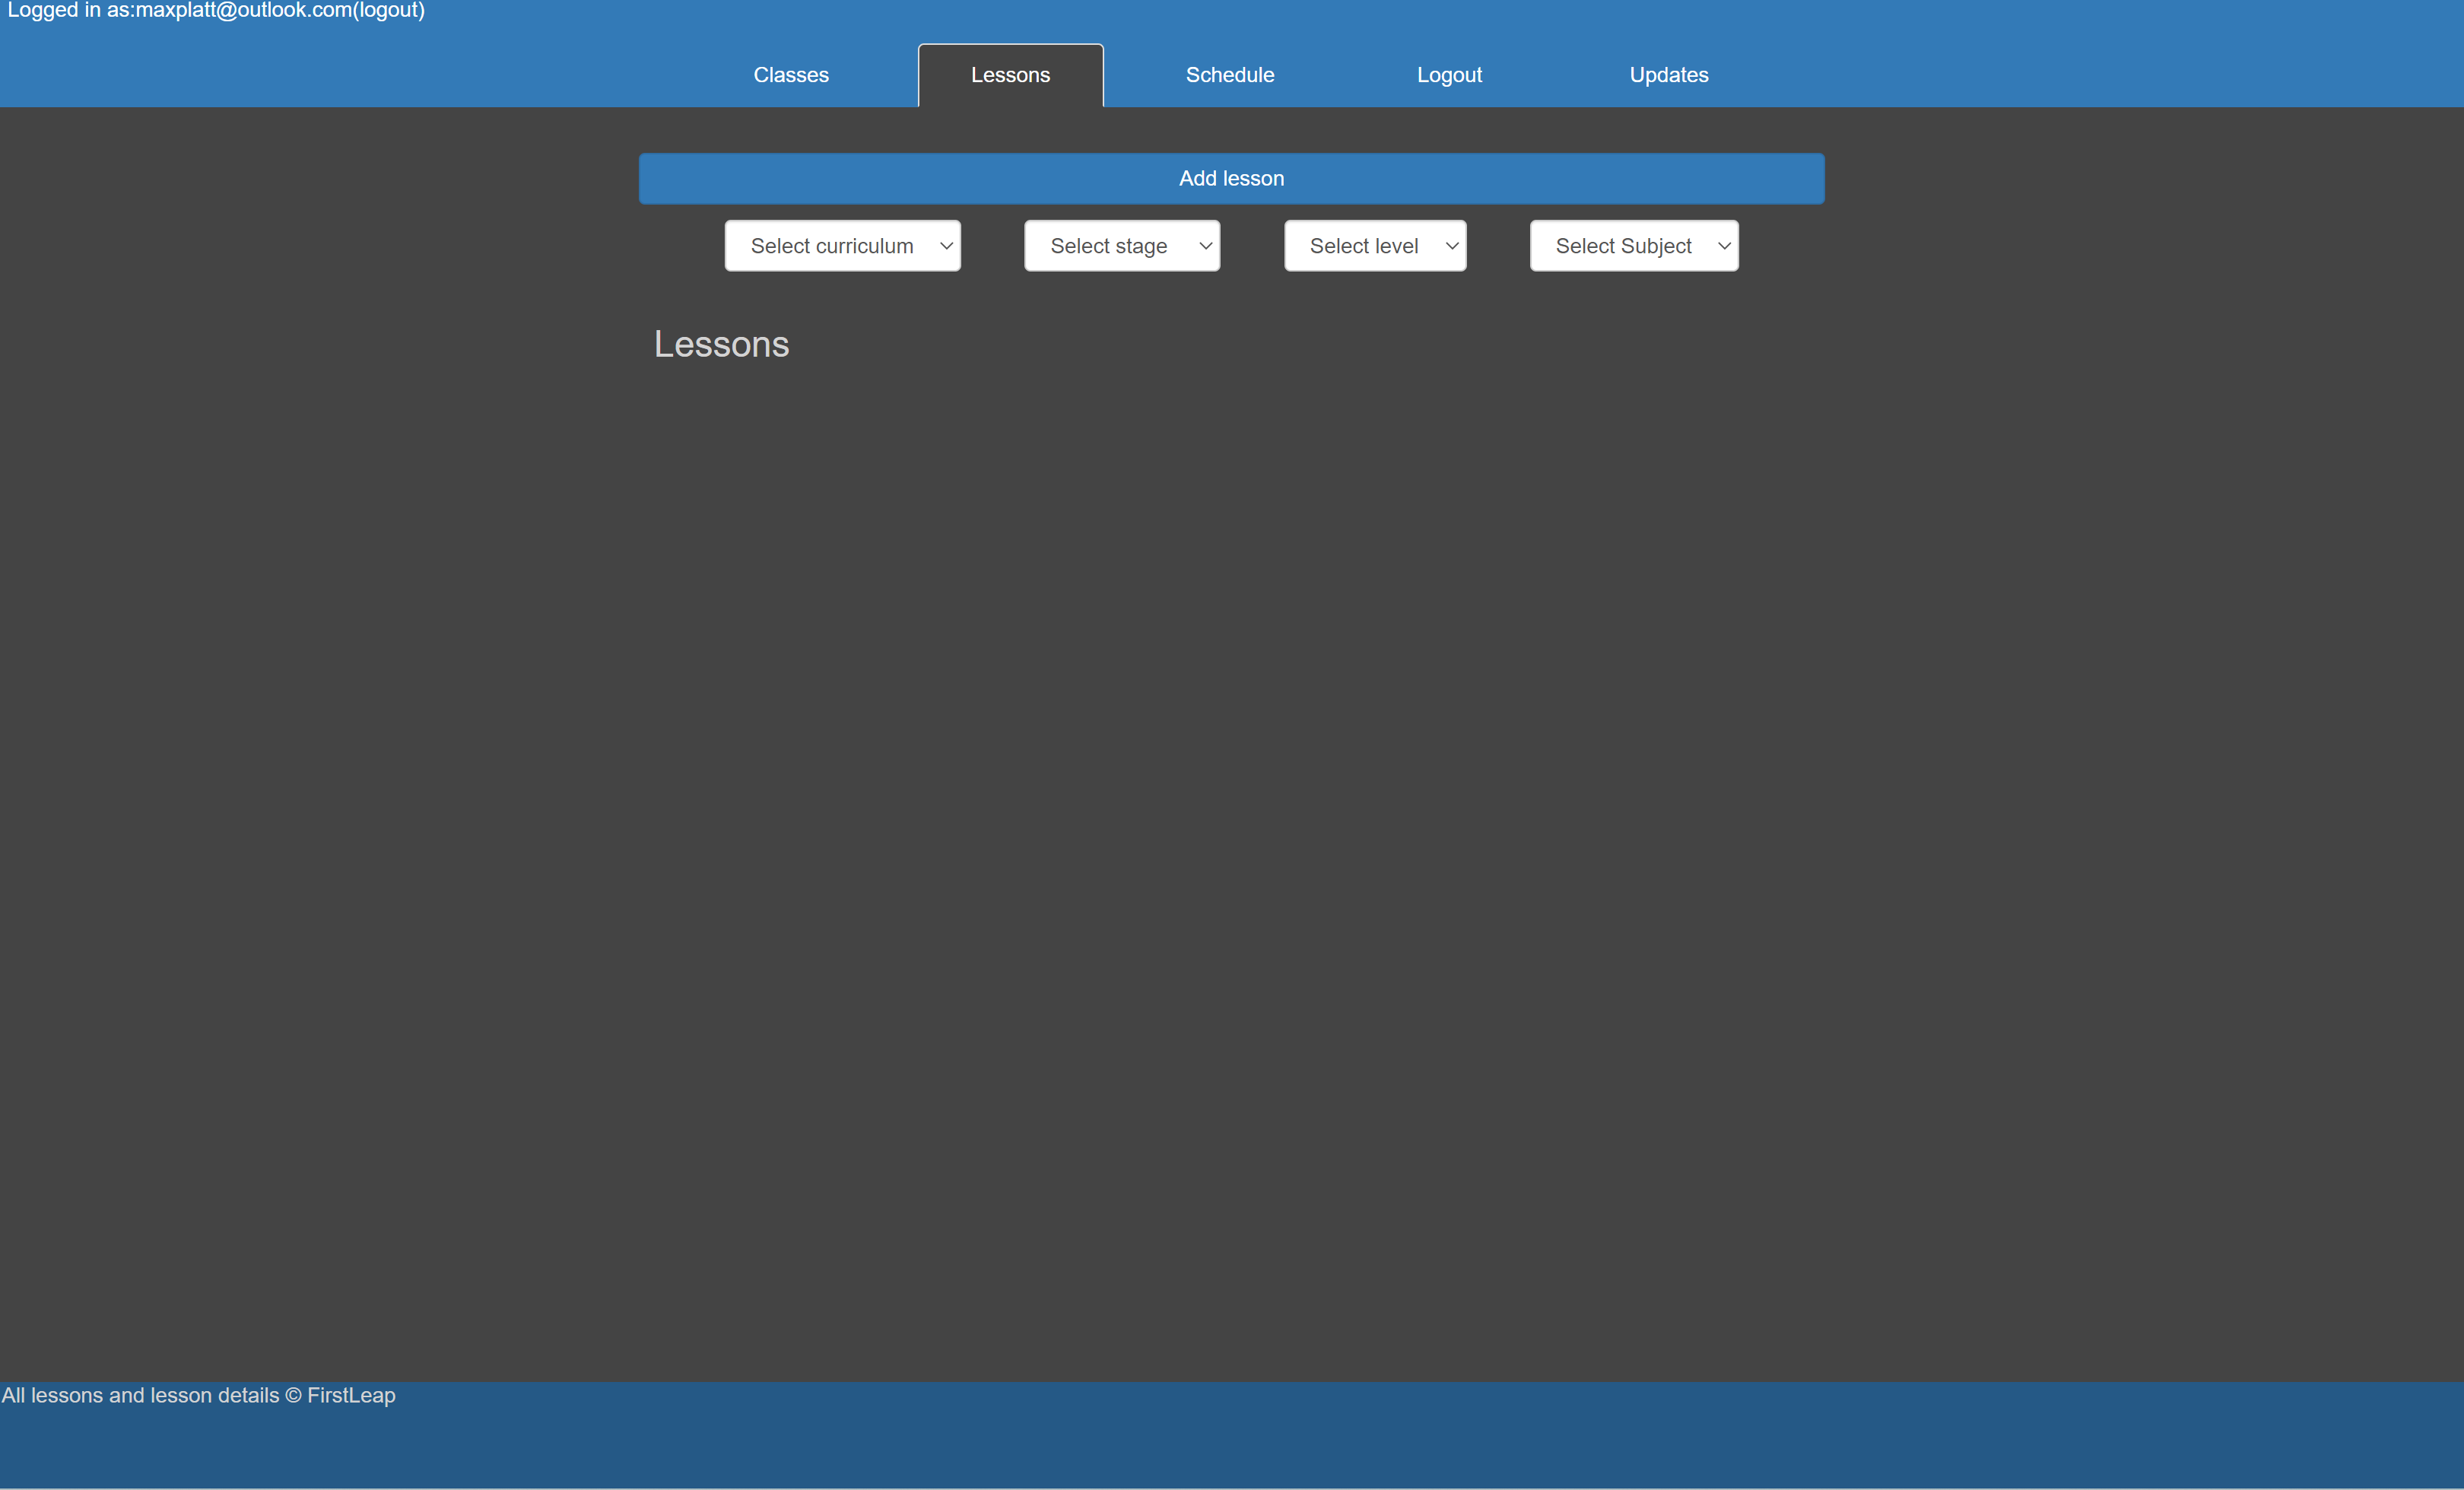 Logged in as:maxplatt@outlook.com(logout)
Classes Lessons Schedule Logout Updates
Add lesson
Select curriculum Select stage Select level Select Subject
Lessons
All lessons and lesson details © FirstLeap